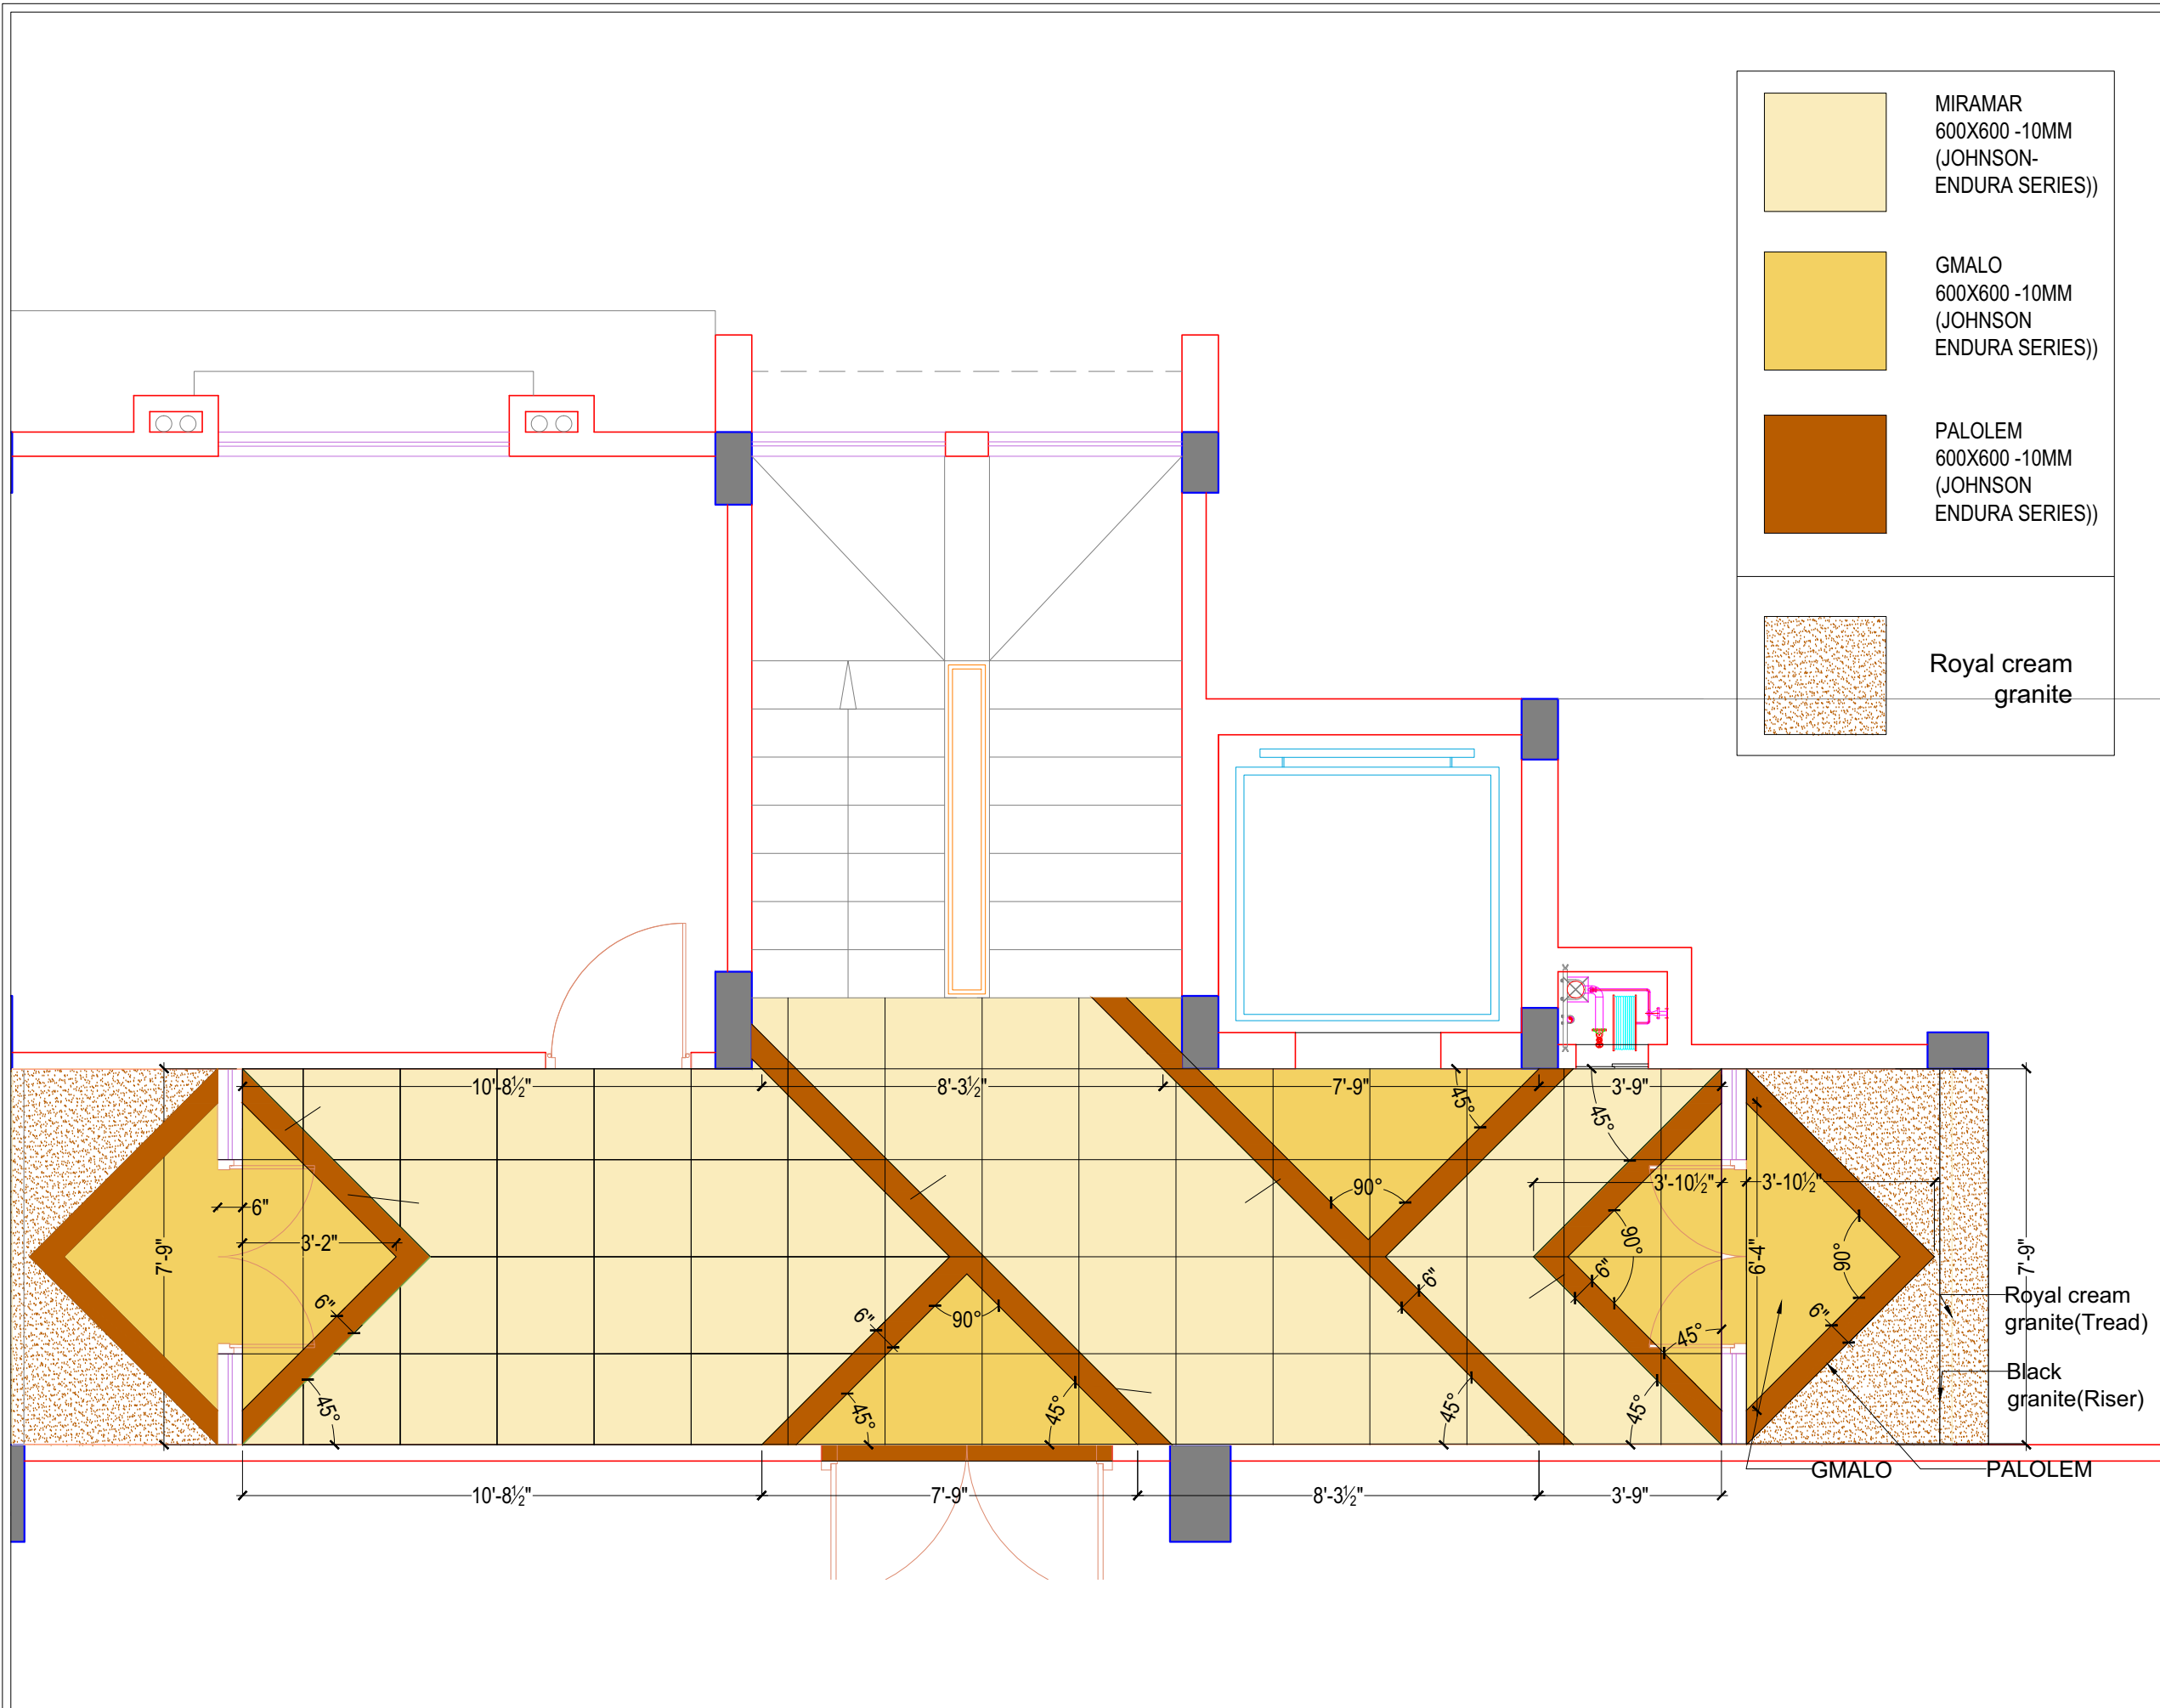 MIRAMAR
600X600 -10MM
(JOHNSON-
ENDURA SERIES))
GMALO
600X600 -10MM
(JOHNSON
ENDURA SERIES))
PALOLEM
600X600 -10MM
(JOHNSON
ENDURA SERIES))
Royal cream
granite
10'-8½"
8'-3½"
7'-9"
3'-9"
45°
45°
90°
3'-10½"
3'-10½"
6"
3'-2"
7'-9"
6"
45°
6"
90°
45°
45°
6"
45°
90°
6"
45°
45°
6'-4"
90°
6"
7'-9"
Royal cream
granite(Tread)
Black
granite(Riser)
GMALO
PALOLEM
10'-8½"
7'-9"
8'-3½"
3'-9"